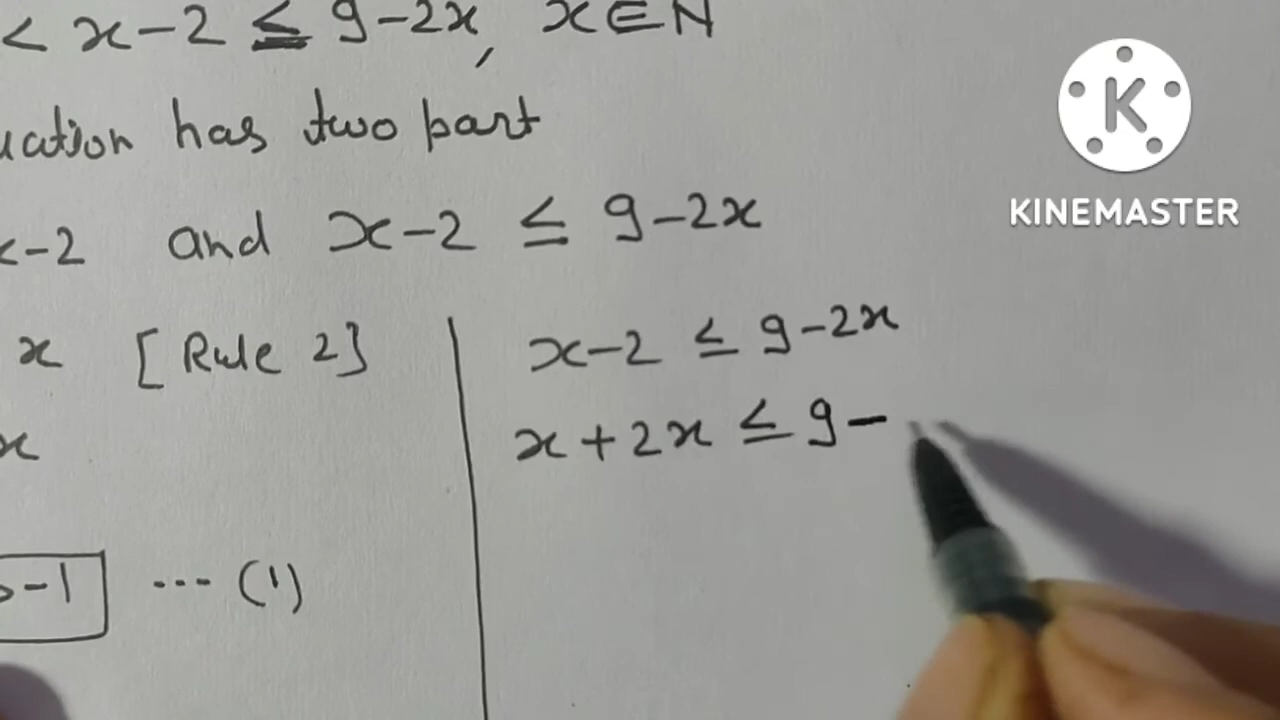 < x-2 ≤ 9-2x, x∈N
uation has two part
x-2 and x-2 ≤ 9-2x
x [Rule 2]
x
x-2 ≤ 9-2x
x+2x ≤ 9-
>-1 ... (1)
K
KINEMASTER